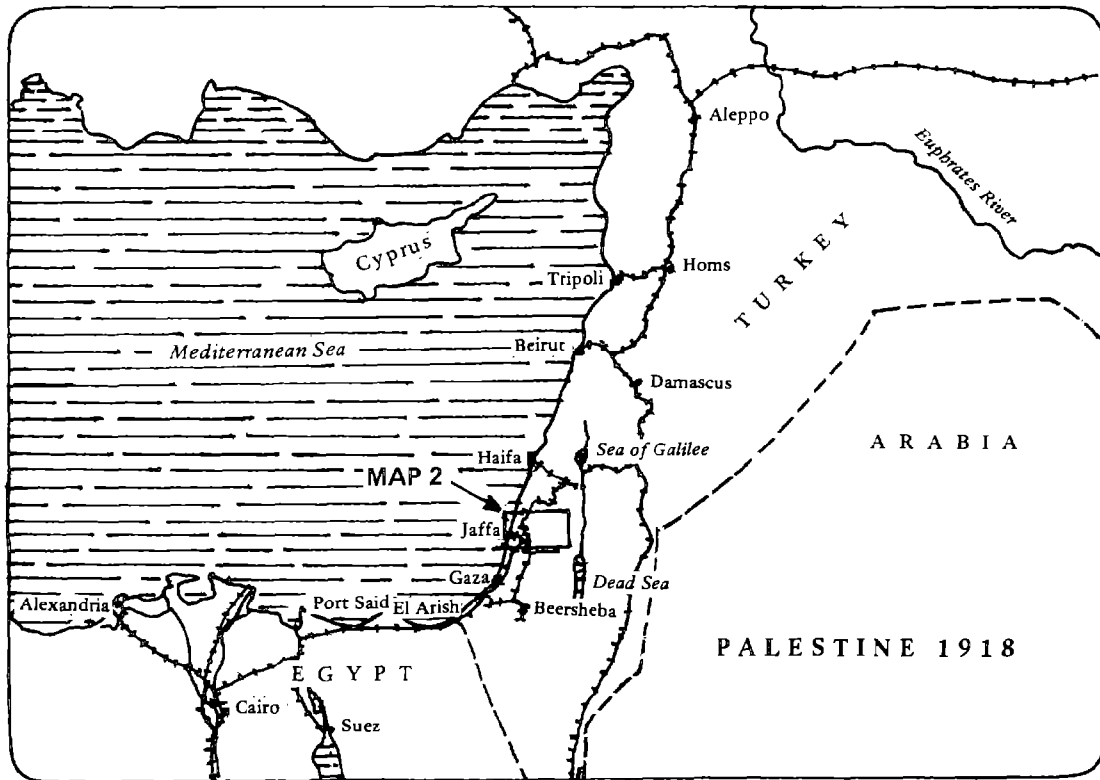 Aleppo
Euphrates River
Cyprus
TURKEY
Tripoli
Homs
Mediterranean Sea
Beirut
Damascus
ARABIA
Haifa
Sea of Galilee
MAP 2
Jaffa
Gaza
Dead Sea
Alexandria
Port Said
El Arish
Beersheba
PALESTINE 1918
EGYPT
Cairo
Suez